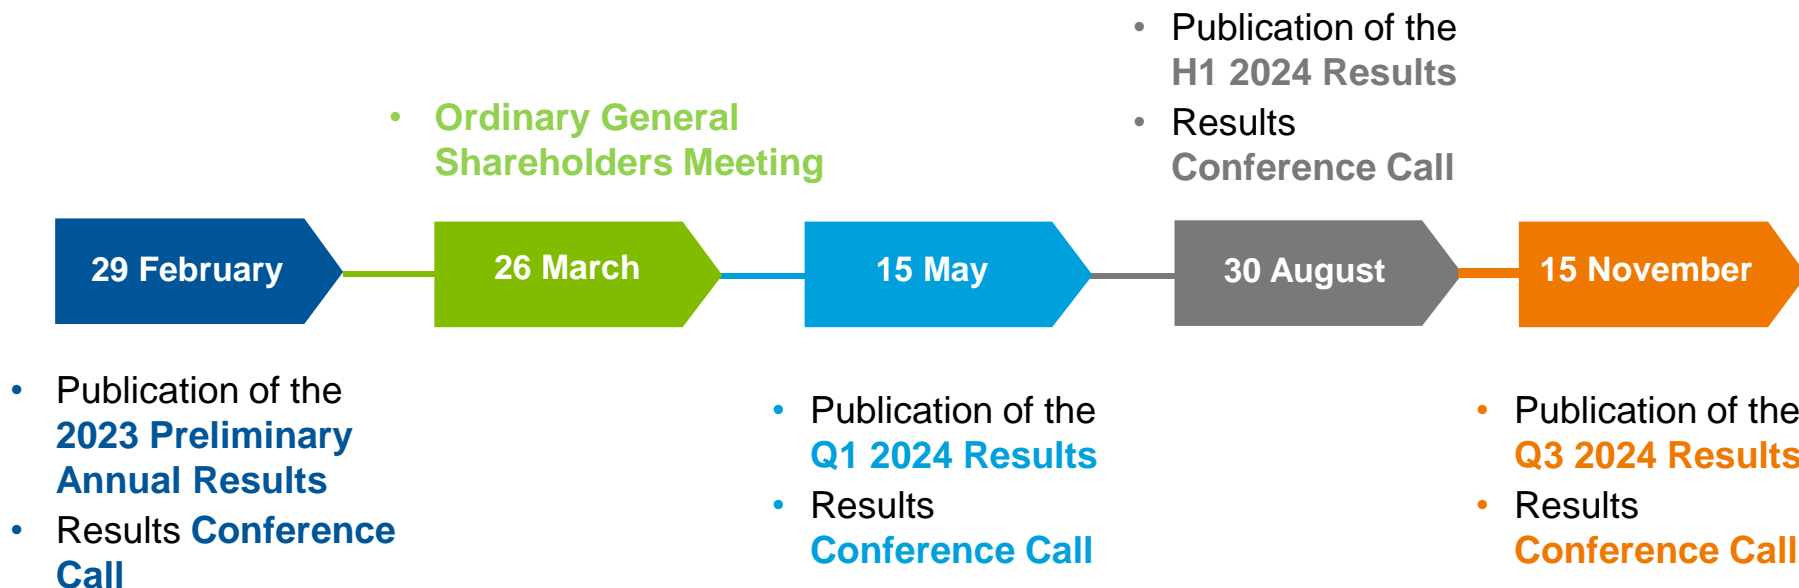 • Publication of the
H1 2024 Results
• Results
Conference Call
• Ordinary General
Shareholders Meeting
29 February
26 March
15 May
30 August
15 November
• Publication of the
2023 Preliminary
Annual Results
• Results Conference
Call
• Publication of the
Q1 2024 Results
• Results
Conference Call
• Publication of the
Q3 2024 Results
• Results
Conference Call